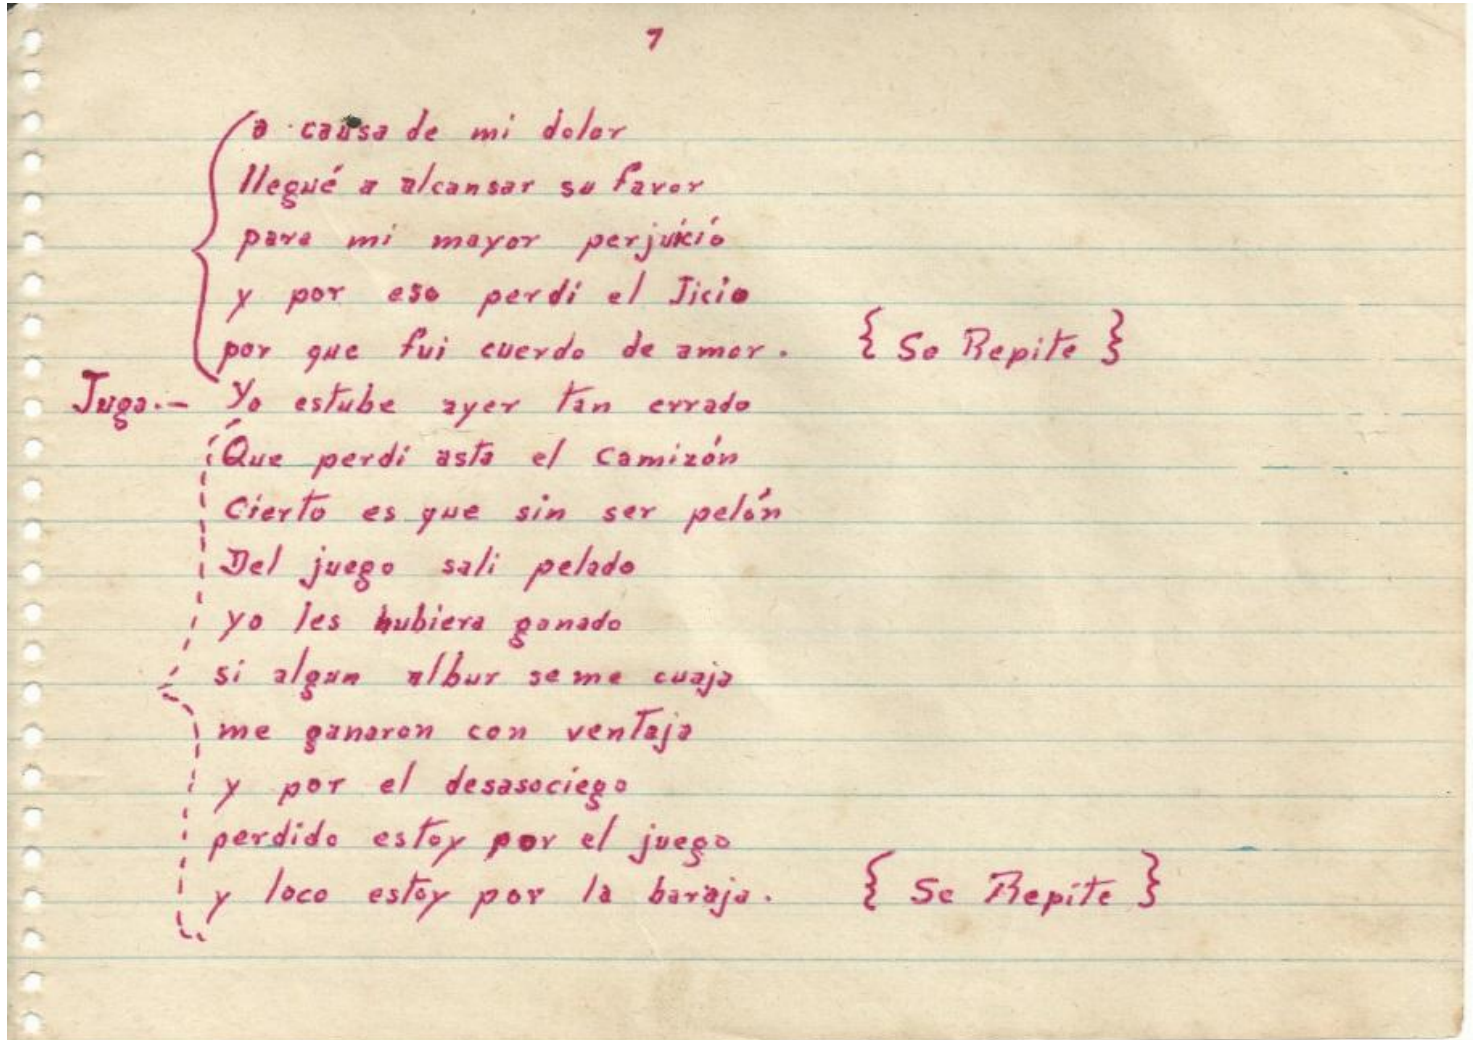 7
a causa de mi dolor
llegué a alcansar su favor
para mi mayor perjuicio
y por eso perdi el Jicio
por que fui cuerdo de amor. { Se Repite }
Juga.- Yo estube ayer tan errado
Que perdi asta el camizón
Cierto es que sin ser pelón
Del juego sali pelado
yo les hubiera ganado
si algun albur se me cuaja
me ganaron con ventaja
y por el desasociego
perdido estoy por el juego
y loco estoy por la baraja. { Se Repite }